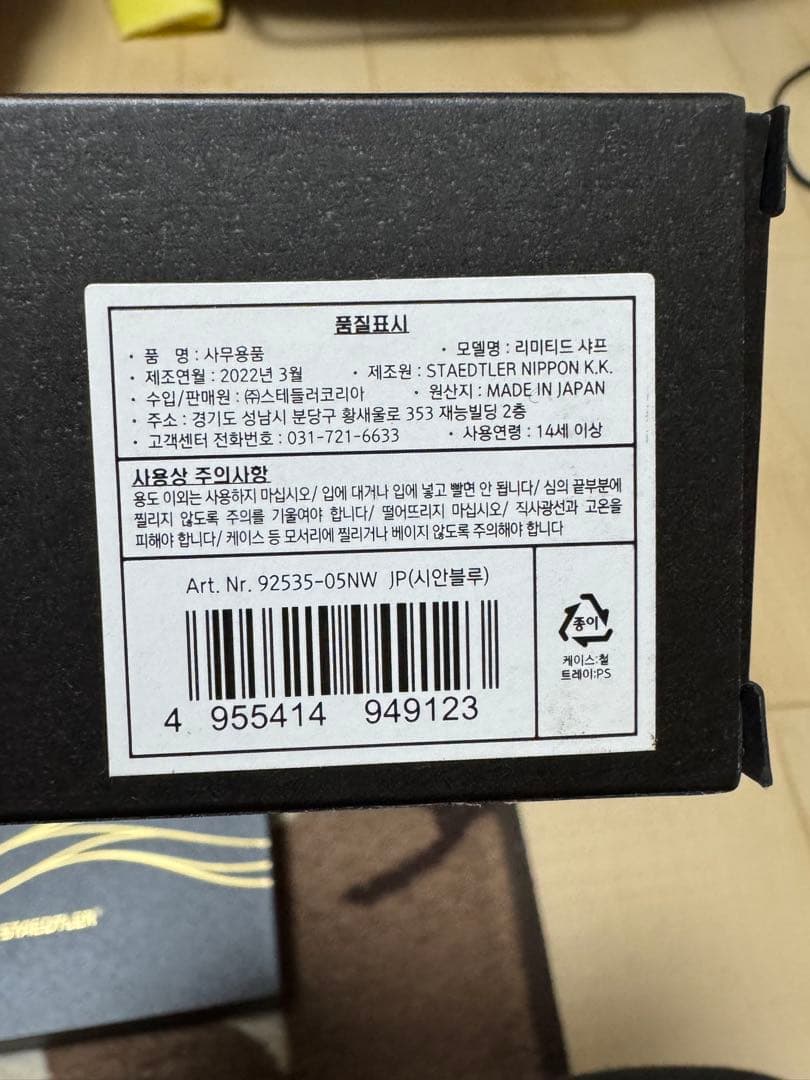 품질표시
· 품 명 : 사무용품 · 모델명 : 리미티드 샤프
· 제조연월 : 2022년 3월 · 제조원 : STAEDTLER NIPPON K.K.
· 수입/판매원 : ㈜스테들러코리아 · 원산지 : MADE IN JAPAN
· 주소 : 경기도 성남시 분당구 황새울로 353 재능빌딩 2층
· 고객센터 전화번호 : 031-721-6633 · 사용연령 : 14세 이상
사용상 주의사항
용도 이외는 사용하지 마십시오/ 입에 대거나 입에 넣고 빨면 안 됩니다/ 심의 끝부분에
찔리지 않도록 주의를 기울여야 합니다/ 떨어뜨리지 마십시오/ 직사광선과 고온을
피해야 합니다/ 케이스 등 모서리에 찔리거나 베이지 않도록 주의해야 합니다
Art. Nr. 92535-05NW JP(시안블루)
4 955414 949123
종이
케이스:철
트레이:PS
STAEDTLER